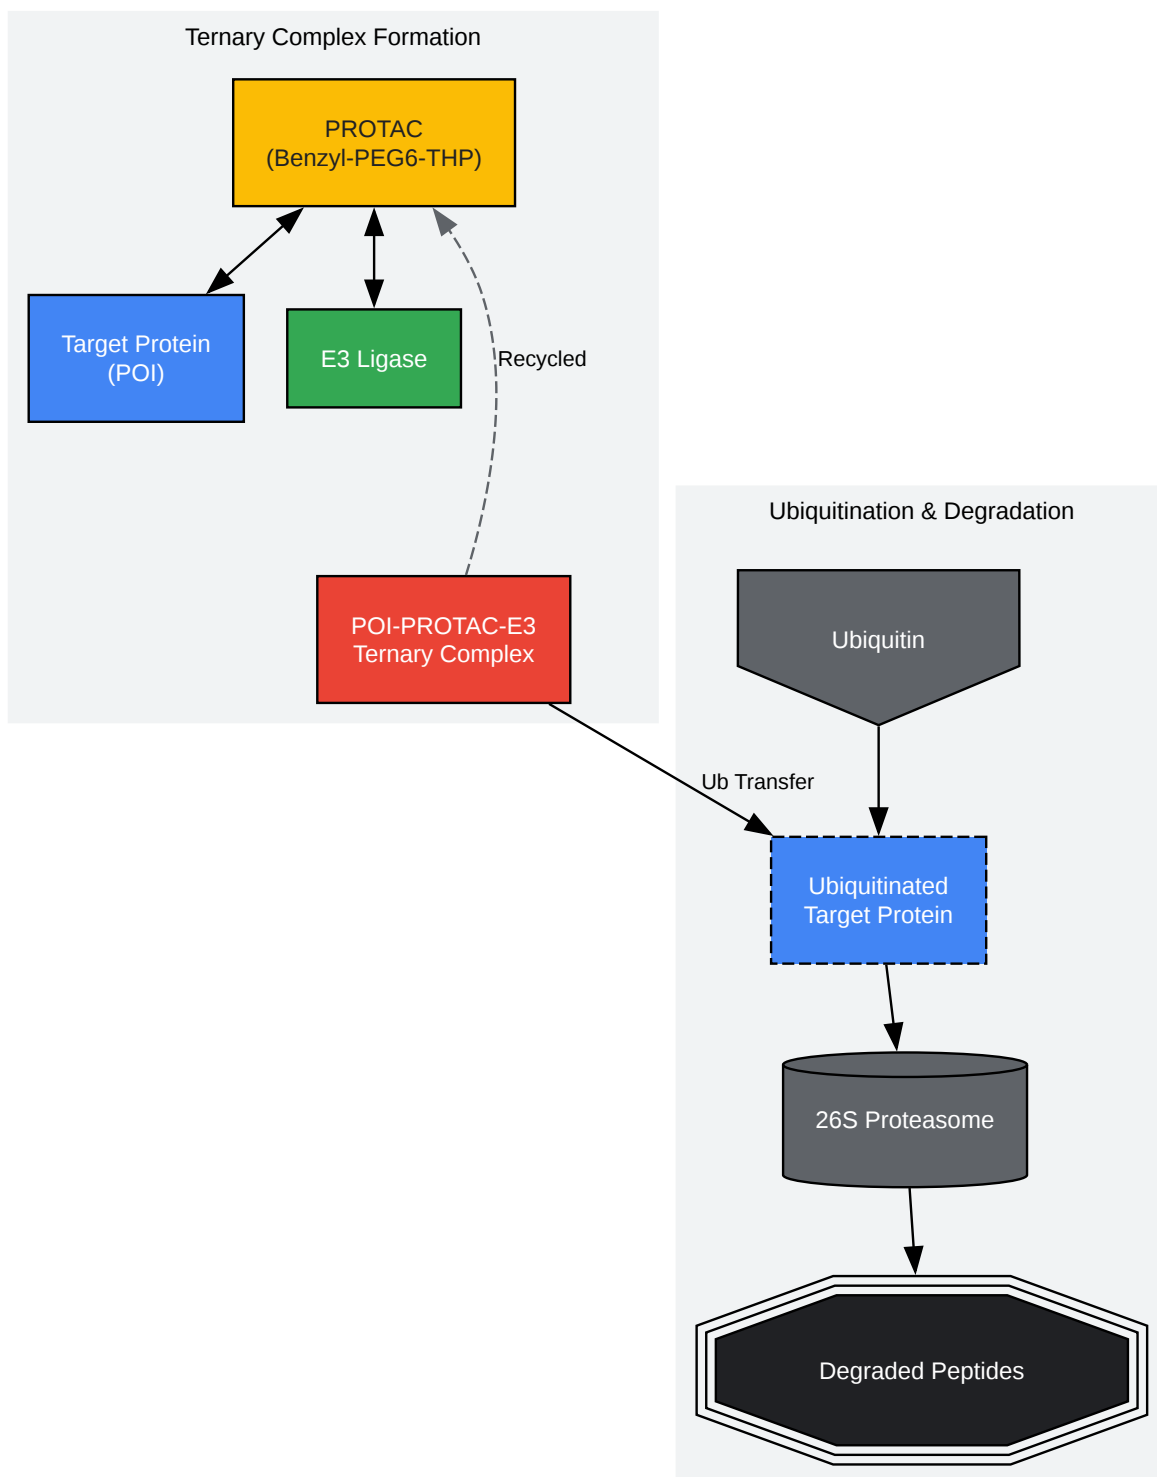 Ternary Complex Formation
PROTAC
(Benzyl-PEG6-THP)
Target Protein
(POI)
E3 Ligase
Recycled
POI-PROTAC-E3
Ternary Complex
Ubiquitination & Degradation
Ubiquitin
Ub Transfer
Ubiquitinated
Target Protein
26S Proteasome
Degraded Peptides